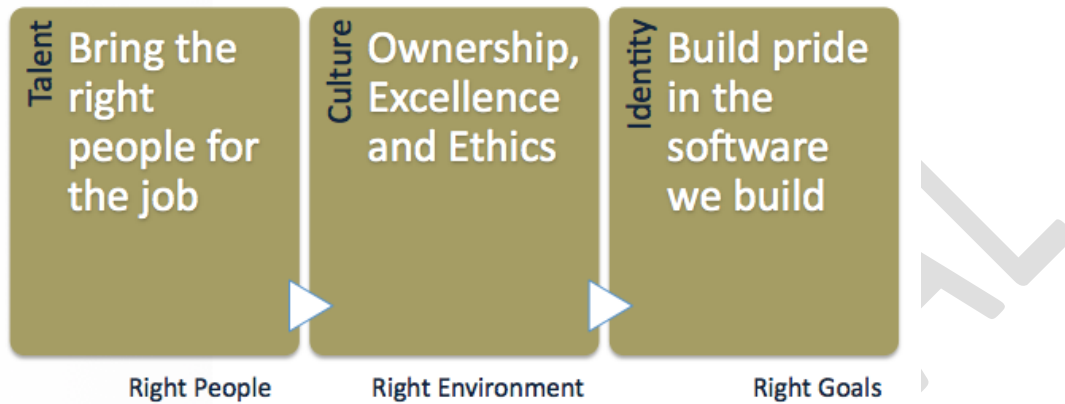 Talent
Bring the
right
people for
the job
Culture
Ownership,
Excellence
and Ethics
Identity
Build pride
in the
software
we build
Right People
Right Environment
Right Goals